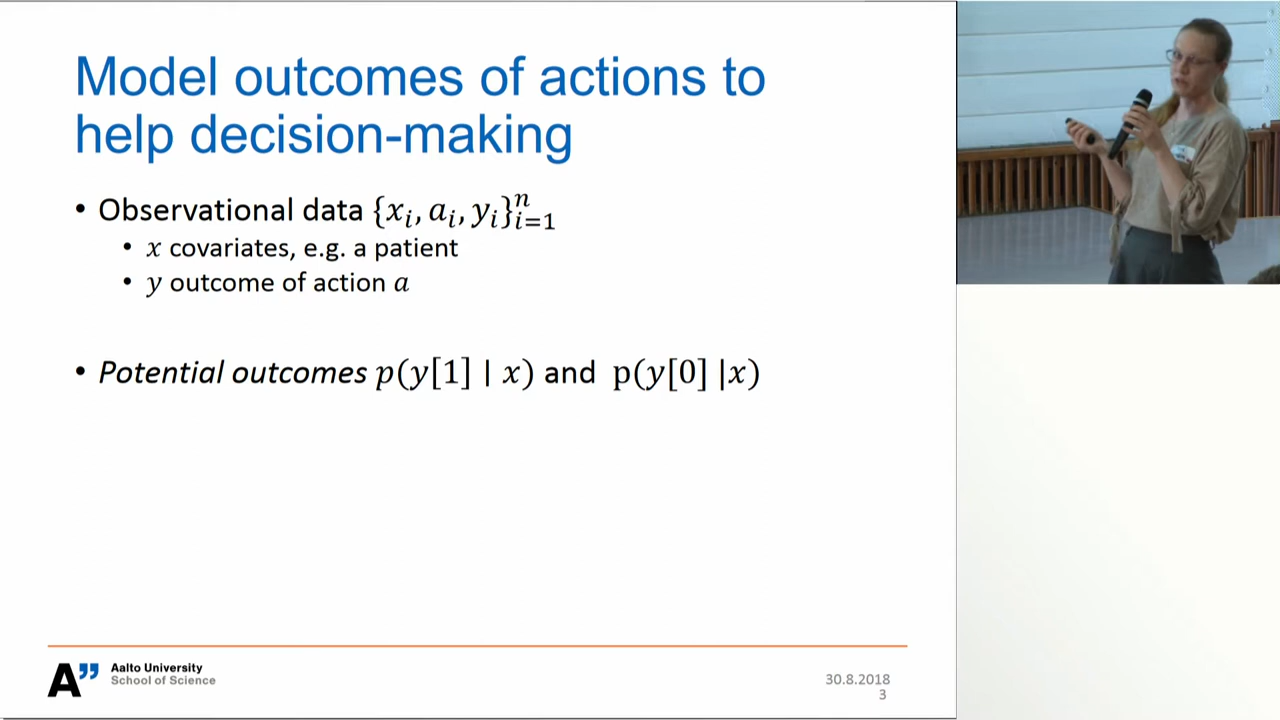 Model outcomes of actions to
help decision-making
• Observational data {xᵢ, aᵢ, yᵢ}ⁿᵢ₌₁
• x covariates, e.g. a patient
• y outcome of action a
• Potential outcomes p(y[1] | x) and p(y[0] |x)
A”
Aalto University
School of Science
30.8.2018
3